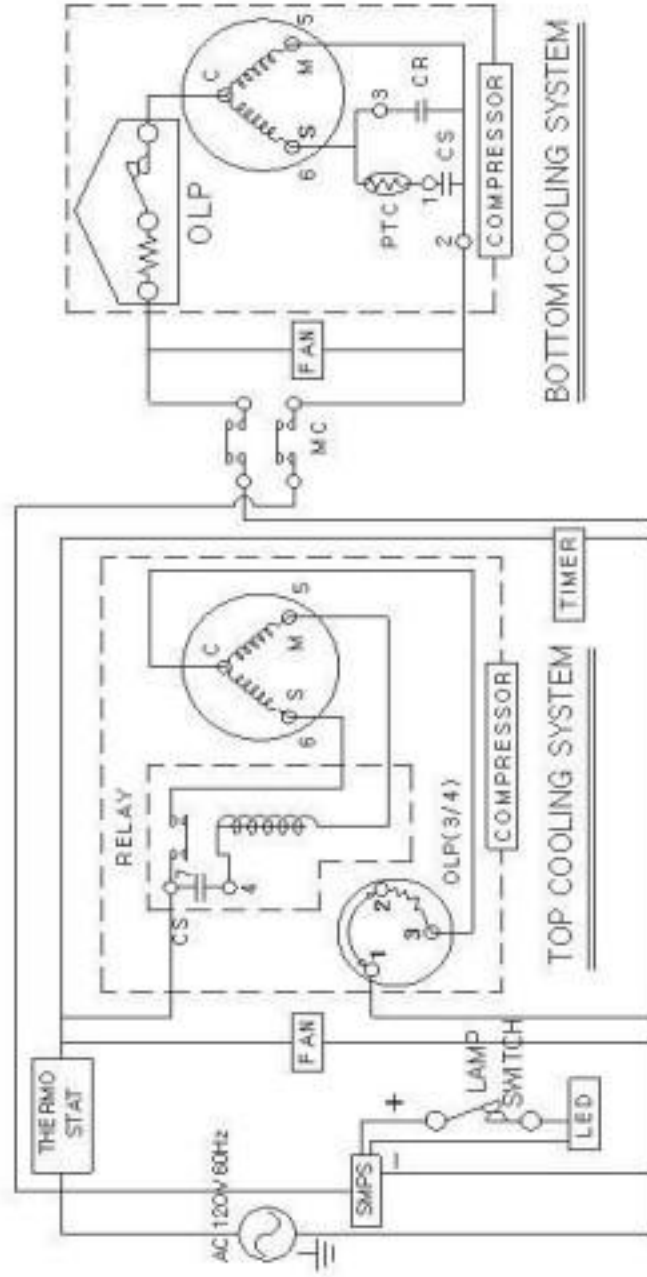 THERMO
STAT
AC 120V 60Hz
SMPS
+
−
LAMP
SWITCH
LED
FAN
RELAY
CS
7
4
6
S
C
M
5
1
2
3
OLP(3/4)
COMPRESSOR
TOP COOLING SYSTEM
TIMER
MC
FAN
OLP
C
S
6
M
5
PTC
3
CR
1
CS
2
COMPRESSOR
BOTTOM COOLING SYSTEM